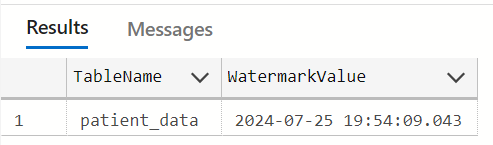 Results Messages
TableName WatermarkValue
1 patient_data 2024-07-25 19:54:09.043